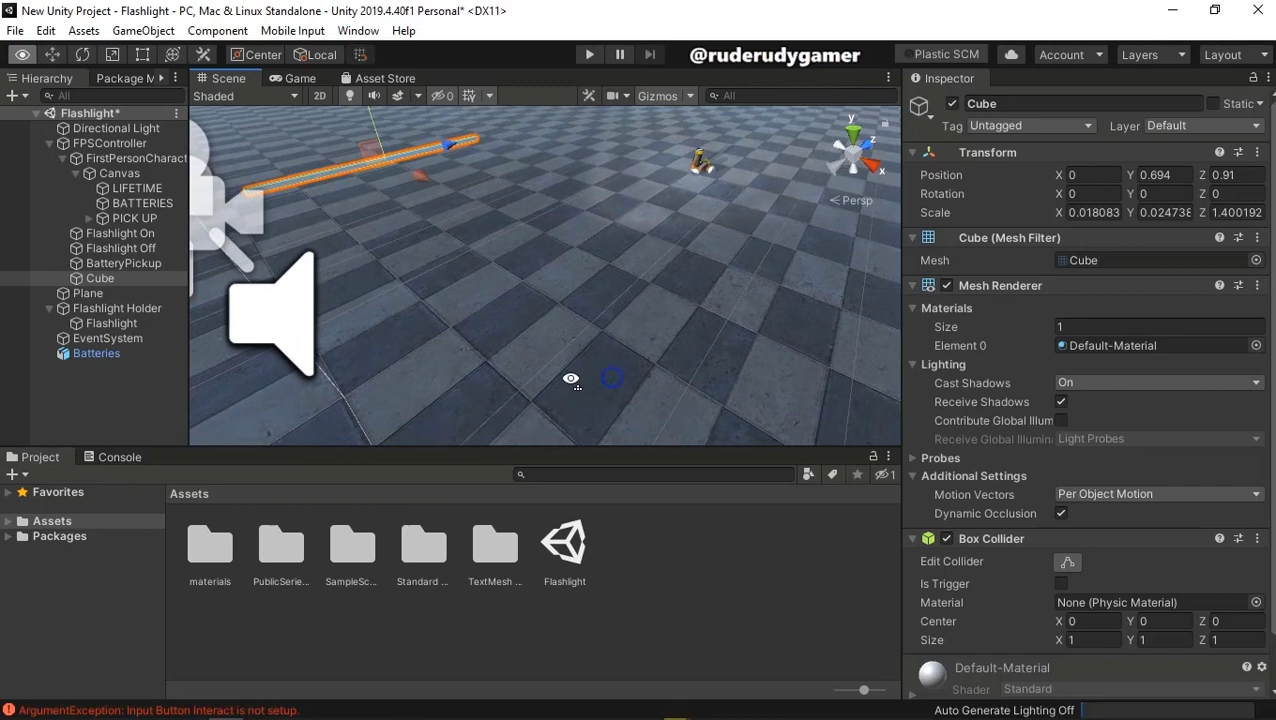 New Unity Project - Flashlight - PC, Mac & Linux Standalone - Unity 2019.4.40f1 Personal* <DX11>
File Edit Assets GameObject Component Mobile Input Window Help
Center Local @ruderudygamer Plastic SCM Account Layers Layout
Hierarchy Package M Scene Game Asset Store Inspector
All Shaded 2D 0 Gizmos All
Cube Static
Tag Untagged Layer Default
Flashlight*
Directional Light
FPSController
FirstPersonCharact
Canvas
LIFETIME
BATTERIES
PICK UP
Flashlight On
Flashlight Off
BatteryPickup
Cube
Plane
Flashlight Holder
Flashlight
EventSystem
Batteries
y
z
x
Persp
Transform
Position X 0 Y 0.694 Z 0.91
Rotation X 0 Y 0 Z 0
Scale X 0.018083 Y 0.024738 Z 1.400192
Cube (Mesh Filter)
Mesh Cube
Mesh Renderer
Materials
Size 1
Element 0 Default-Material
Lighting
Cast Shadows On
Receive Shadows
Contribute Global Illum
Receive Global Illumina Light Probes
Probes
Additional Settings
Motion Vectors Per Object Motion
Dynamic Occlusion
Box Collider
Edit Collider
Is Trigger
Material None (Physic Material)
Center X 0 Y 0 Z 0
Size X 1 Y 1 Z 1
Default-Material
Shader Standard
Project Console
1
Favorites
Assets
Packages
Assets
materials PublicSerie... SampleSc... Standard ... TextMesh ... Flashlight
ArgumentException: Input Button Interact is not setup.
Auto Generate Lighting Off